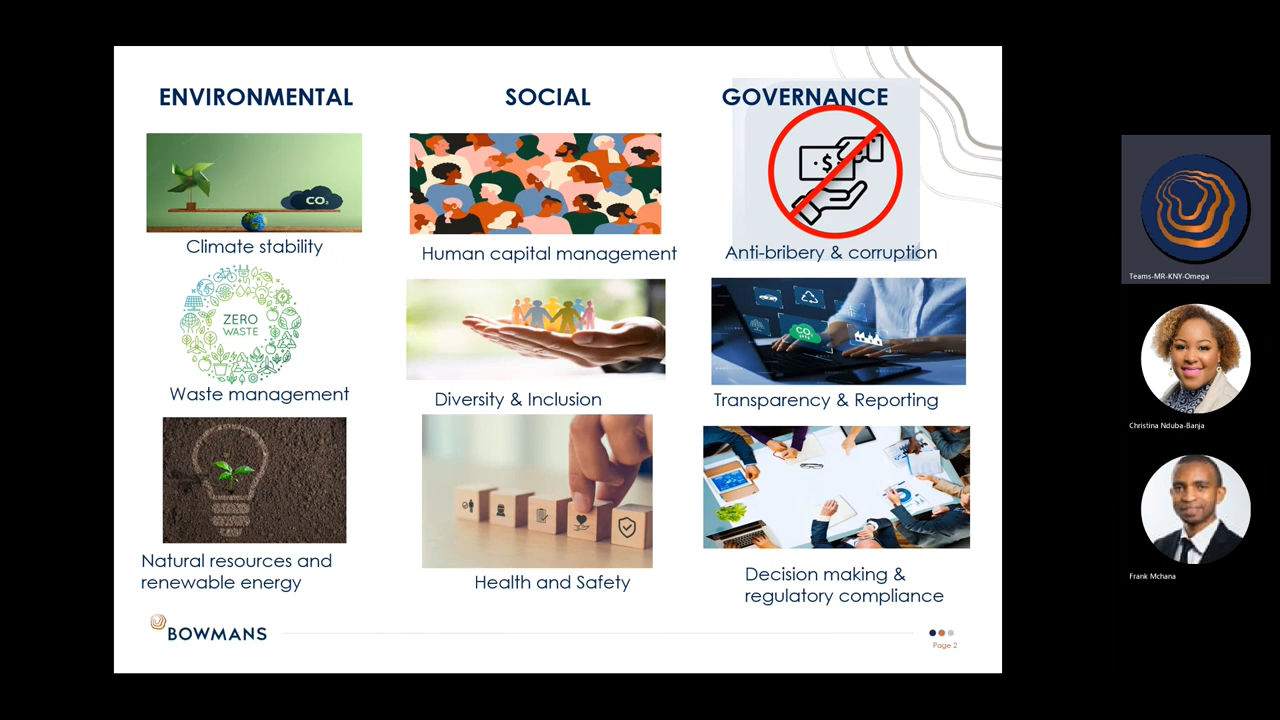 ENVIRONMENTAL
SOCIAL
GOVERNANCE
CO₂
$
Climate stability
Human capital management
Anti-bribery & corruption
ZERO
WASTE
CO2
Waste management
Diversity & Inclusion
Transparency & Reporting
Natural resources and
renewable energy
Health and Safety
Decision making &
regulatory compliance
BOWMANS
Page 2
Teams-MR-KNY-Omega
Christina Nduba-Banja
Frank Mchana